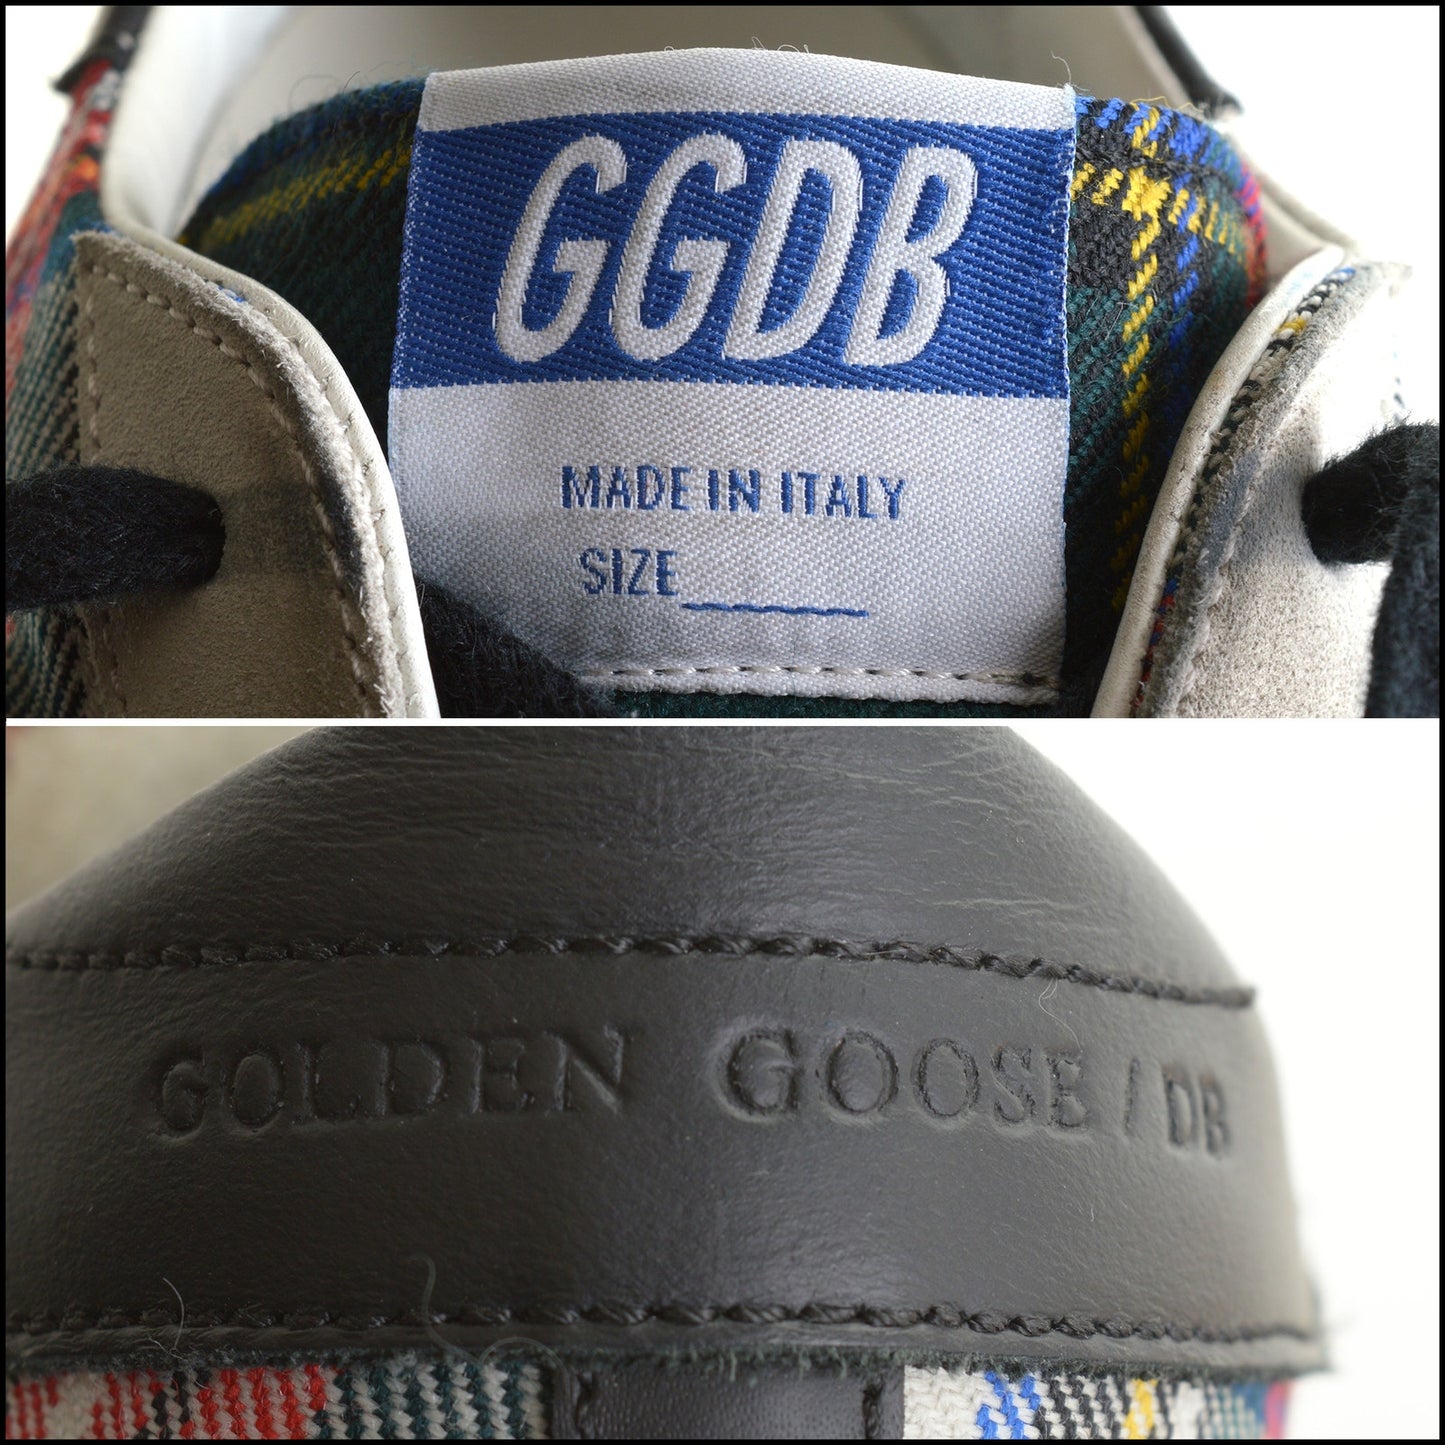 GGDB
MADE IN ITALY
SIZE
GOLDEN GOOSE / DB